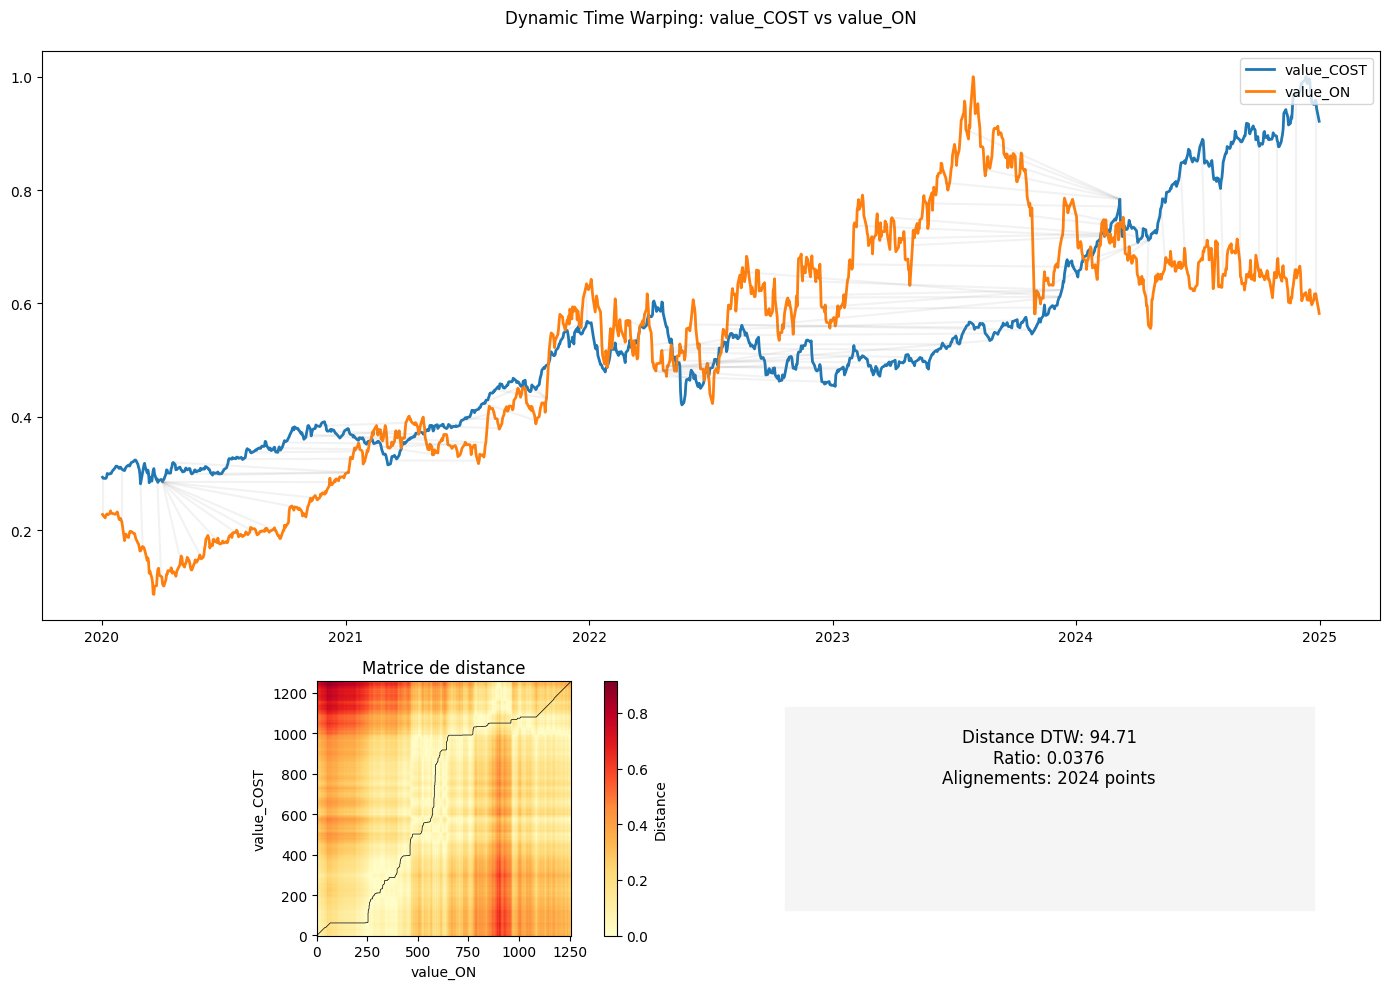 Dynamic Time Warping: value_COST vs value_ON
value_COST
value_ON
1.0
0.8
0.6
0.4
0.2
2020 2021 2022 2023 2024 2025
Matrice de distance
value_COST
1200
1000
800
600
400
200
0
0 250 500 750 1000 1250
value_ON
0.8
0.6
0.4
0.2
0.0
Distance
Distance DTW: 94.71
Ratio: 0.0376
Alignements: 2024 points